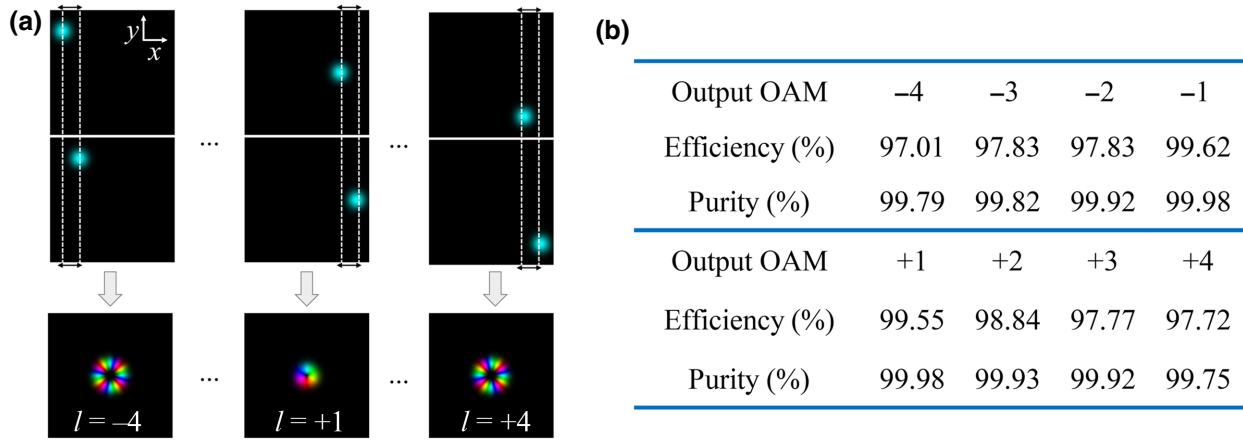 (a)
y
x
... ...
l = –4
...
l = +1
...
l = +4
(b)
Output OAM –4 –3 –2 –1
Efficiency (%) 97.01 97.83 97.83 99.62
Purity (%) 99.79 99.82 99.92 99.98
Output OAM +1 +2 +3 +4
Efficiency (%) 99.55 98.84 97.77 97.72
Purity (%) 99.98 99.93 99.92 99.75